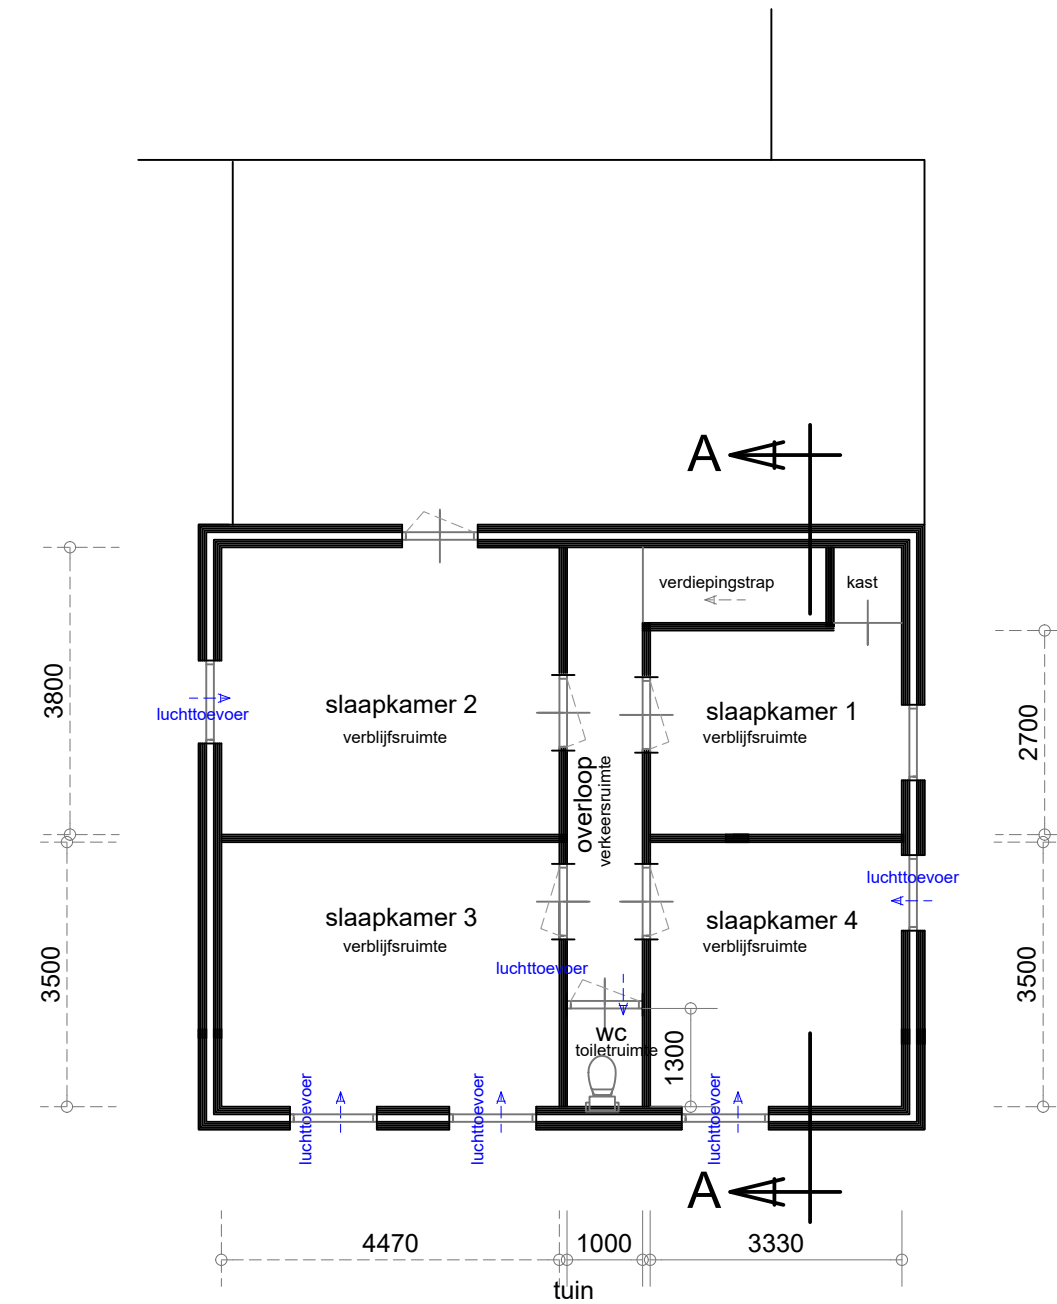 A
verdiepingstrap
kast
3800
slaapkamer 2
verblijfsruimte
slaapkamer 1
verblijfsruimte
2700
luchttoevoer
overloop
verkeersruimte
luchttoevoer
3500
slaapkamer 3
verblijfsruimte
slaapkamer 4
verblijfsruimte
3500
luchttoevoer
wc
toiletruimte
1300
luchttoevoer
luchttoevoer
luchttoevoer
A
4470
1000
3330
tuin